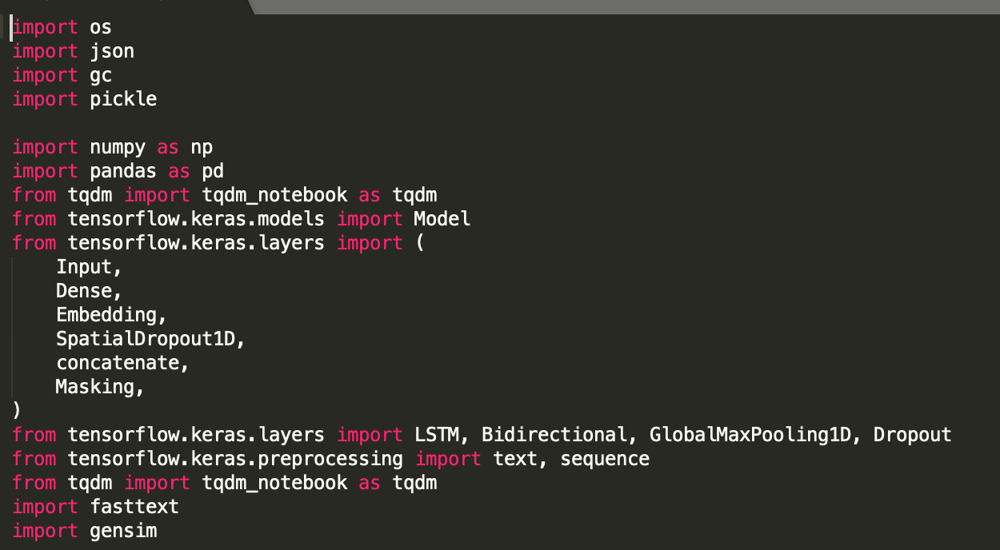 import os
import json
import gc
import pickle

import numpy as np
import pandas as pd
from tqdm import tqdm_notebook as tqdm
from tensorflow.keras.models import Model
from tensorflow.keras.layers import (
    Input,
    Dense,
    Embedding,
    SpatialDropout1D,
    concatenate,
    Masking,
)
from tensorflow.keras.layers import LSTM, Bidirectional, GlobalMaxPooling1D, Dropout
from tensorflow.keras.preprocessing import text, sequence
from tqdm import tqdm_notebook as tqdm
import fasttext
import gensim